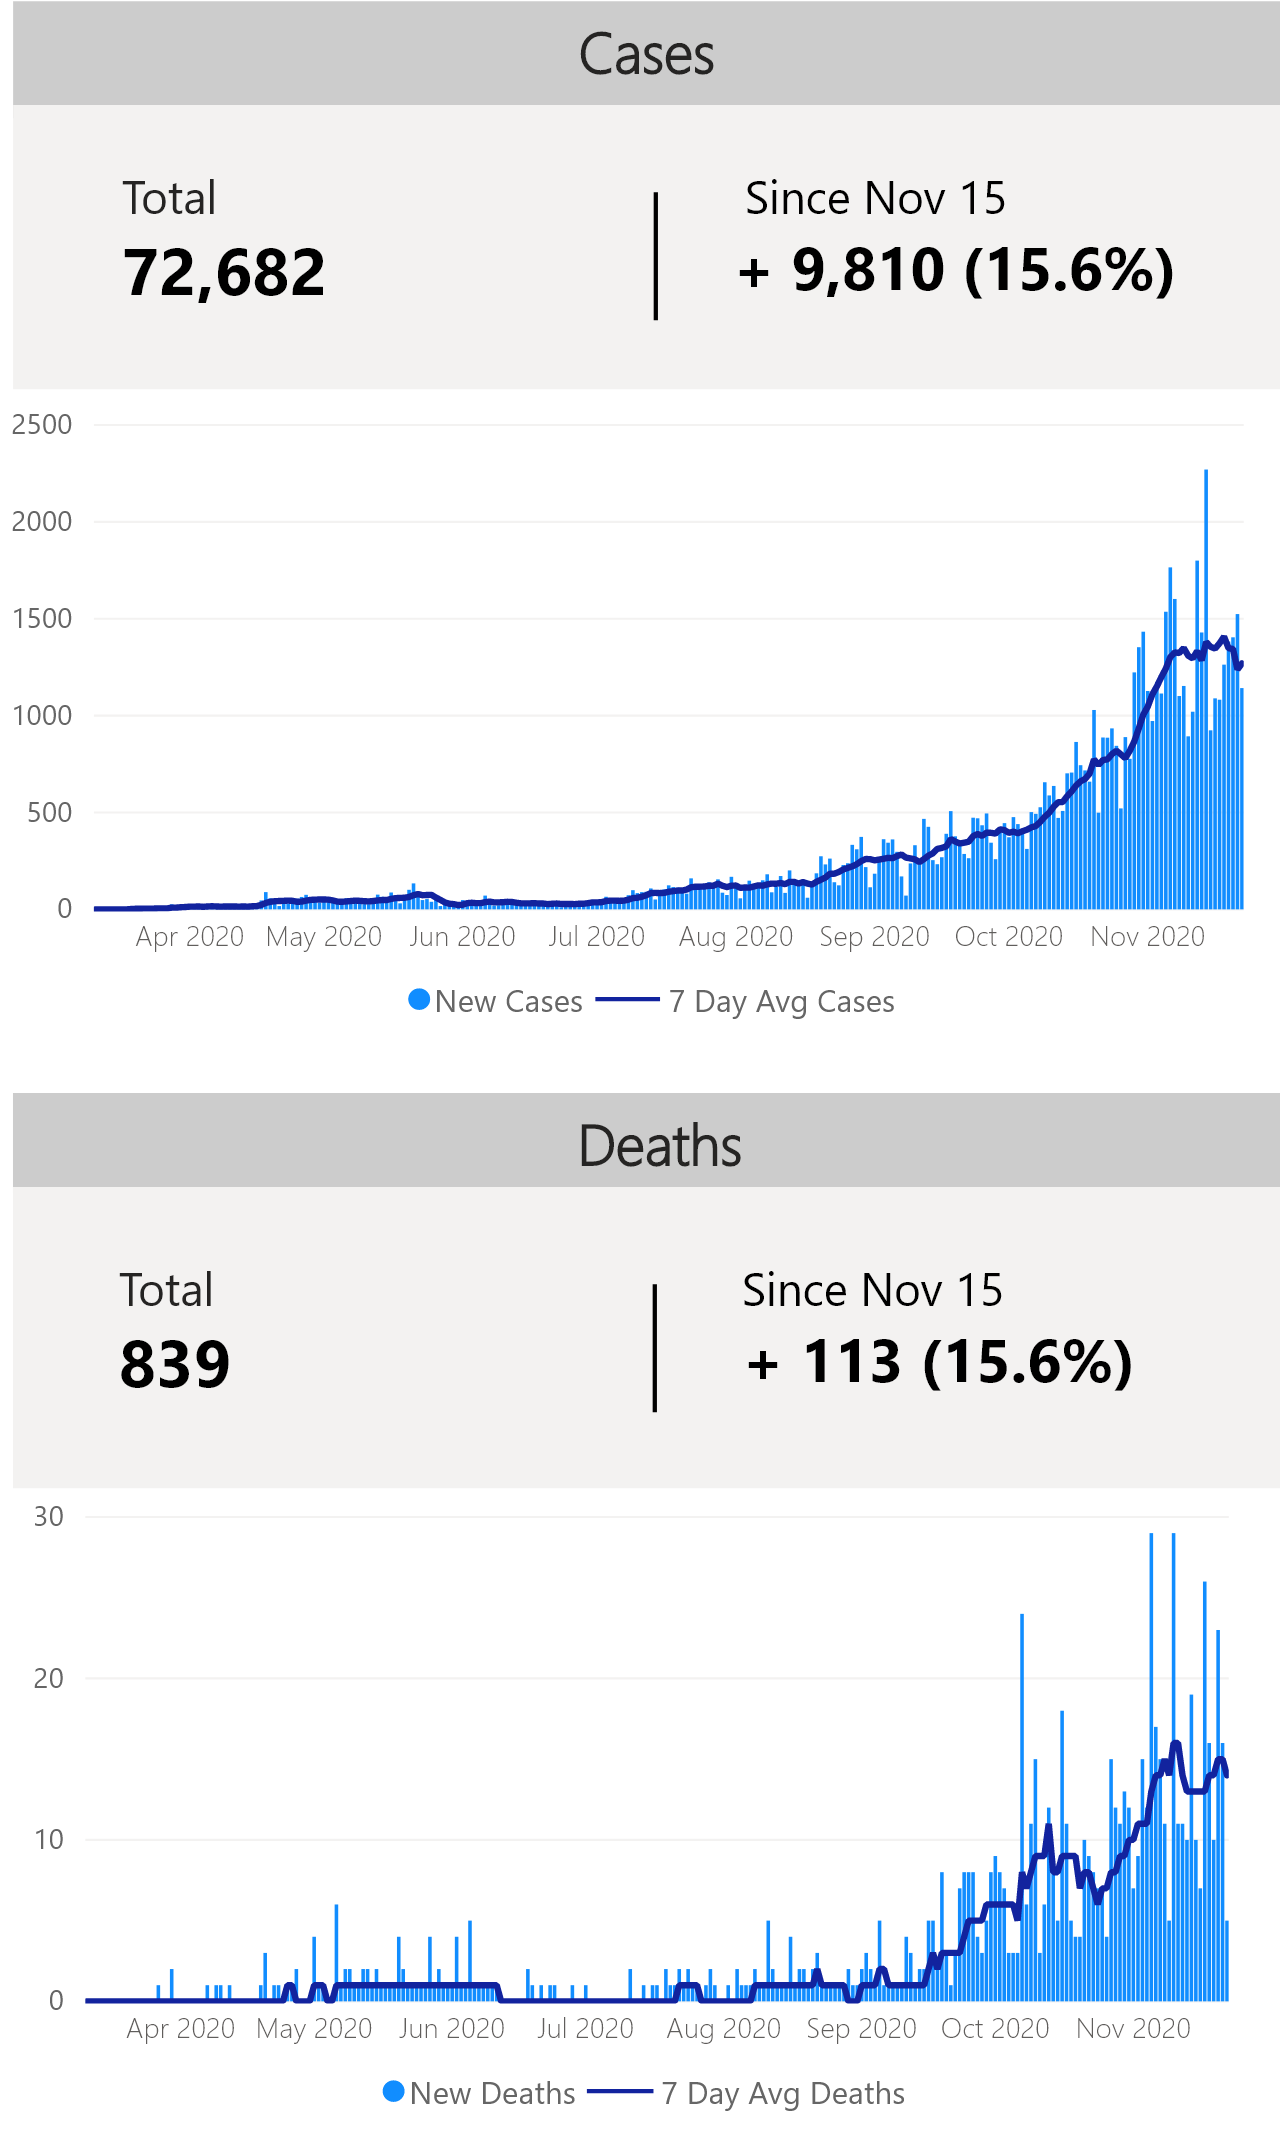 Cases
Total
Since Nov 15
72,682
+ 9,810 (15.6%)
2500
2000
1500
1000
500
0
Apr 2020 May 2020 Jun 2020 Jul 2020 Aug 2020 Sep 2020 Oct 2020 Nov 2020
New Cases 7 Day Avg Cases
Deaths
Total
Since Nov 15
839
+ 113 (15.6%)
30
20
10
0
Apr 2020 May 2020 Jun 2020 Jul 2020 Aug 2020 Sep 2020 Oct 2020 Nov 2020
New Deaths 7 Day Avg Deaths